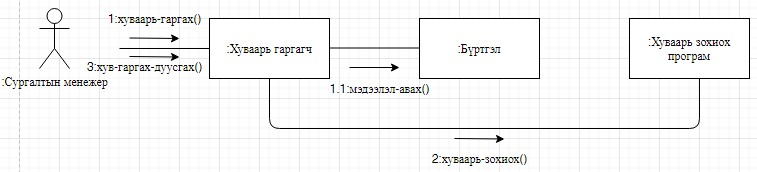 1:хуваарь-гаргах()
3:хув-гаргах-дуусгах()
:Сургалтын менежер
:Хуваарь гаргагч
1.1:мэдээлэл-авах()
:Бүртгэл
:Хуваарь зохиох
програм
2:хуваарь-зохиох()